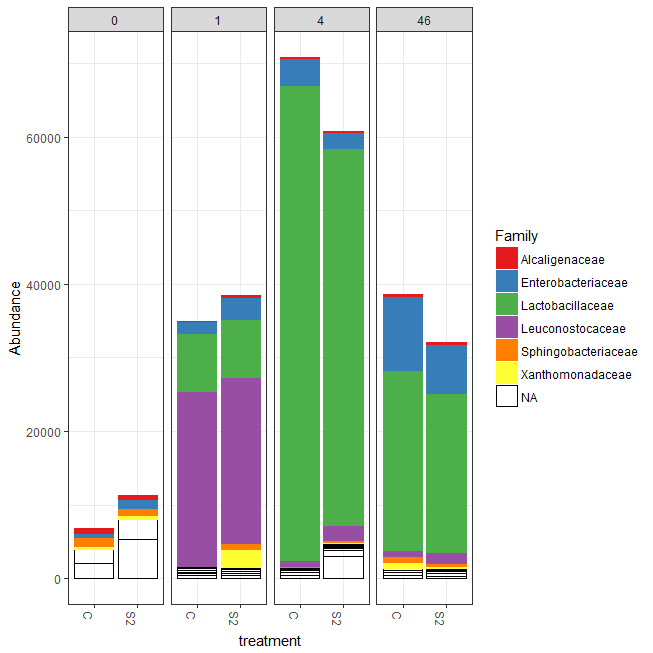 0 1 4 46
Abundance
60000
40000
20000
0
C S2 C S2 C S2 C S2
treatment
Family
Alcaligenaceae
Enterobacteriaceae
Lactobacillaceae
Leuconostocaceae
Sphingobacteriaceae
Xanthomonadaceae
NA